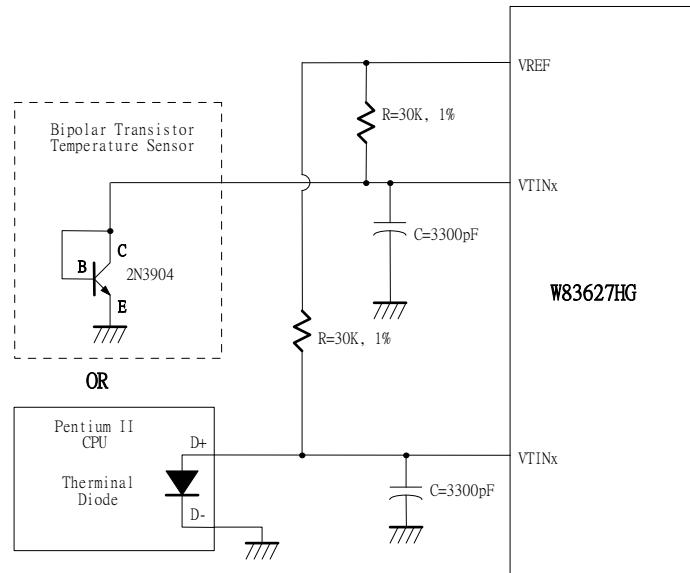 VREF
R=30K, 1%
Bipolar Transistor
Temperature Sensor
VTINx
C=3300pF
C
B
2N3904
E
W83627HG
R=30K, 1%
OR
Pentium II
CPU
D+
VTINx
Therminal
Diode
C=3300pF
D-